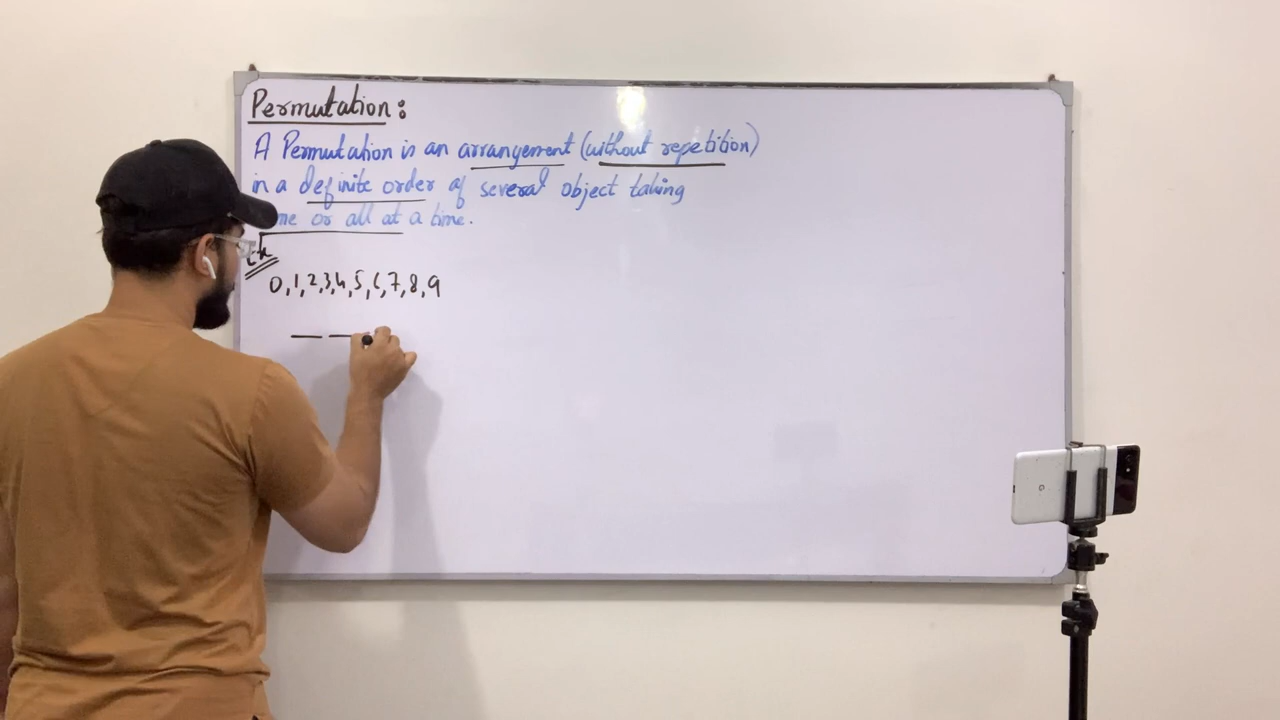 Permutation:
A Permutation is an arrangement (without repetition)
in a definite order of several object taking
me or all at a time.
Ex
0,1,2,3,4,5,6,7,8,9